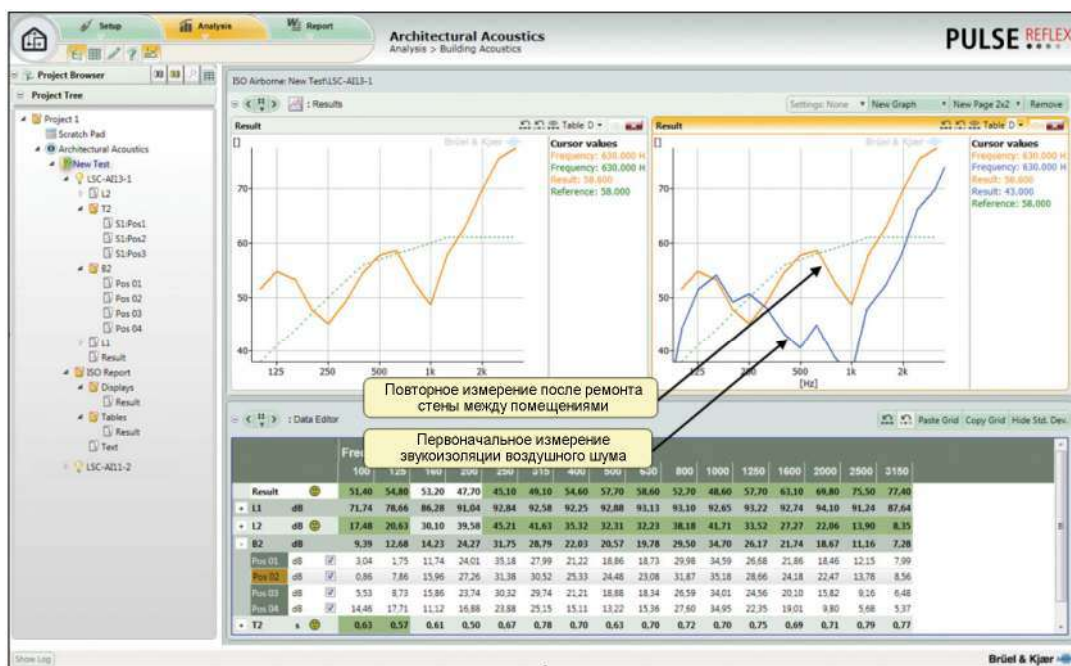 Setup
Analysis
Report
Architectural Acoustics
Analysis > Building Acoustics
PULSE REFLEX
Project Browser
Project Tree
Project 1
Scratch Pad
Architectural Acoustics
New Test
LSC-AI13-1
L2
T2
S1:Pos1
S1:Pos2
S1:Pos3
B2
Pos 01
Pos 02
Pos 03
Pos 04
L1
Result
ISO Report
Displays
Result
Tables
Result
Text
LSC-AI11-2
ISO Airborne: New Test\LSC-AI13-1
: Results
Settings: None New Graph New Page 2x2 Remove
Result Table D
[] Brüel & Kjær
Cursor values
Frequency: 630.000 H
Frequency: 630.000 H
Result: 58.600
Reference: 58.000
70
60
50
40
125 250 500 1k 2k
Result Table D
[] Brüel & Kjær
Cursor values
Frequency: 630.000 H
Frequency: 630.000 H
Result: 58.600
Result: 43.000
Reference: 58.000
70
60
50
40
125 250 500 1k 2k
[Hz]
Повторное измерение после ремонта
стены между помещениями
Первоначальное измерение
звукоизоляции воздушного шума
: Data Editor
Paste Grid Copy Grid Hide Std. Dev.
100 125 160 200 250 315 400 500 630 800 1000 1250 1600 2000 2500 3150
Result 51,40 54,80 53,20 47,70 45,10 49,10 54,60 57,70 58,60 52,70 48,60 57,70 63,10 69,80 75,50 77,40
L1 dB 71,74 78,66 86,28 91,04 92,84 92,58 92,25 92,88 93,13 93,10 92,65 93,22 92,74 94,10 91,24 87,64
L2 dB 17,48 20,63 30,10 39,58 45,21 41,63 35,32 32,31 32,23 38,18 41,71 33,52 27,27 22,06 13,90 8,35
B2 dB 9,39 12,68 14,23 24,27 31,75 28,79 22,03 20,57 19,78 29,50 34,70 26,17 21,74 18,67 11,16 7,28
Pos 01 dB 3,04 1,75 11,74 24,01 35,18 27,99 21,22 18,86 18,73 29,98 34,59 26,68 21,86 18,46 12,15 7,99
Pos 02 dB 0,86 7,86 15,96 27,26 31,38 30,52 25,33 24,48 23,08 31,87 35,18 28,66 24,18 22,47 13,78 8,56
Pos 03 dB 5,53 8,73 15,86 23,74 30,32 29,74 21,21 18,88 18,34 26,59 34,01 24,56 20,10 15,82 9,16 6,48
Pos 04 dB 14,46 17,71 11,12 16,88 23,88 25,15 15,11 13,22 15,36 27,60 34,95 22,35 19,01 9,80 5,68 5,37
T2 s 0,63 0,57 0,61 0,50 0,67 0,78 0,70 0,63 0,70 0,72 0,70 0,75 0,69 0,71 0,79 0,77
Show Log
Brüel & Kjær